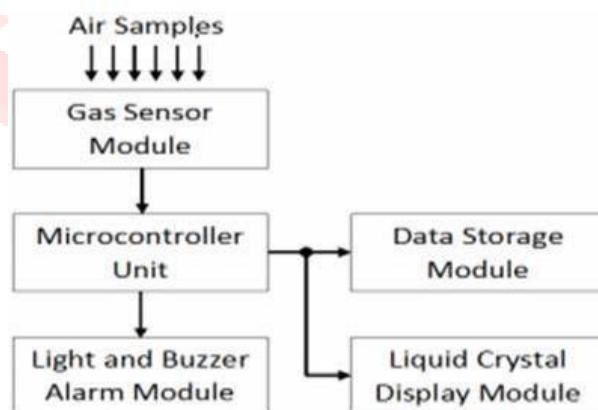 Air Samples
Gas Sensor
Module
Microcontroller
Unit
Data Storage
Module
Light and Buzzer
Alarm Module
Liquid Crystal
Display Module